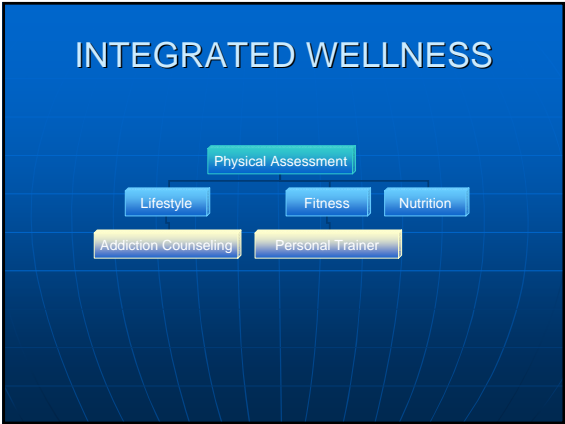 INTEGRATED WELLNESS
Physical Assessment
Lifestyle
Fitness
Nutrition
Addiction Counseling
Personal Trainer